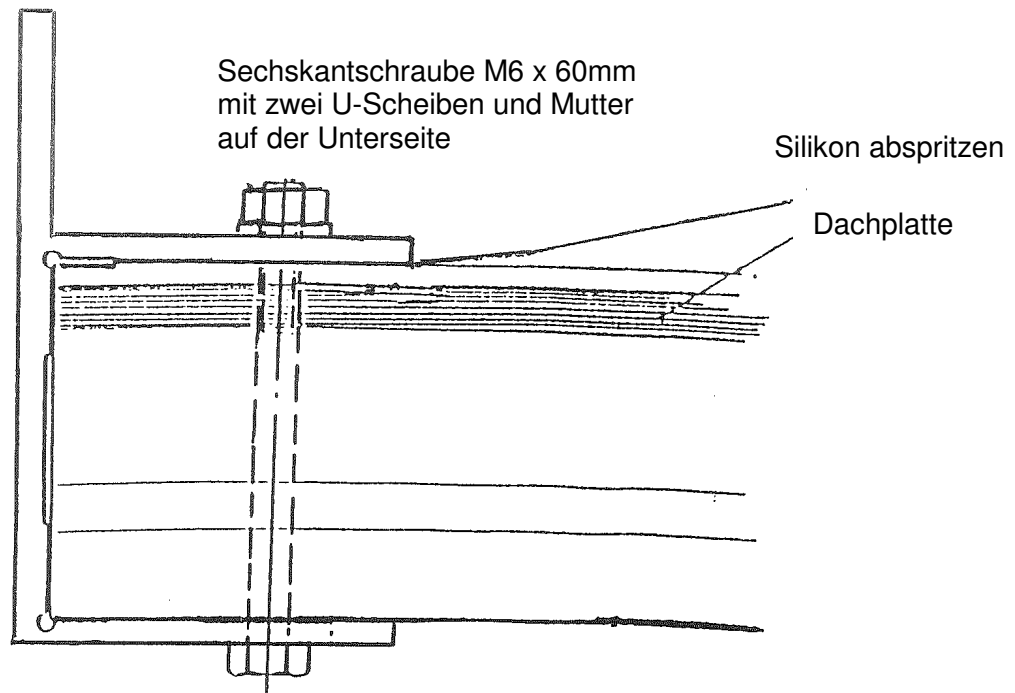 Sechskantschraube M6 x 60mm
mit zwei U-Scheiben und Mutter
auf der Unterseite
Silikon abspritzen
Dachplatte